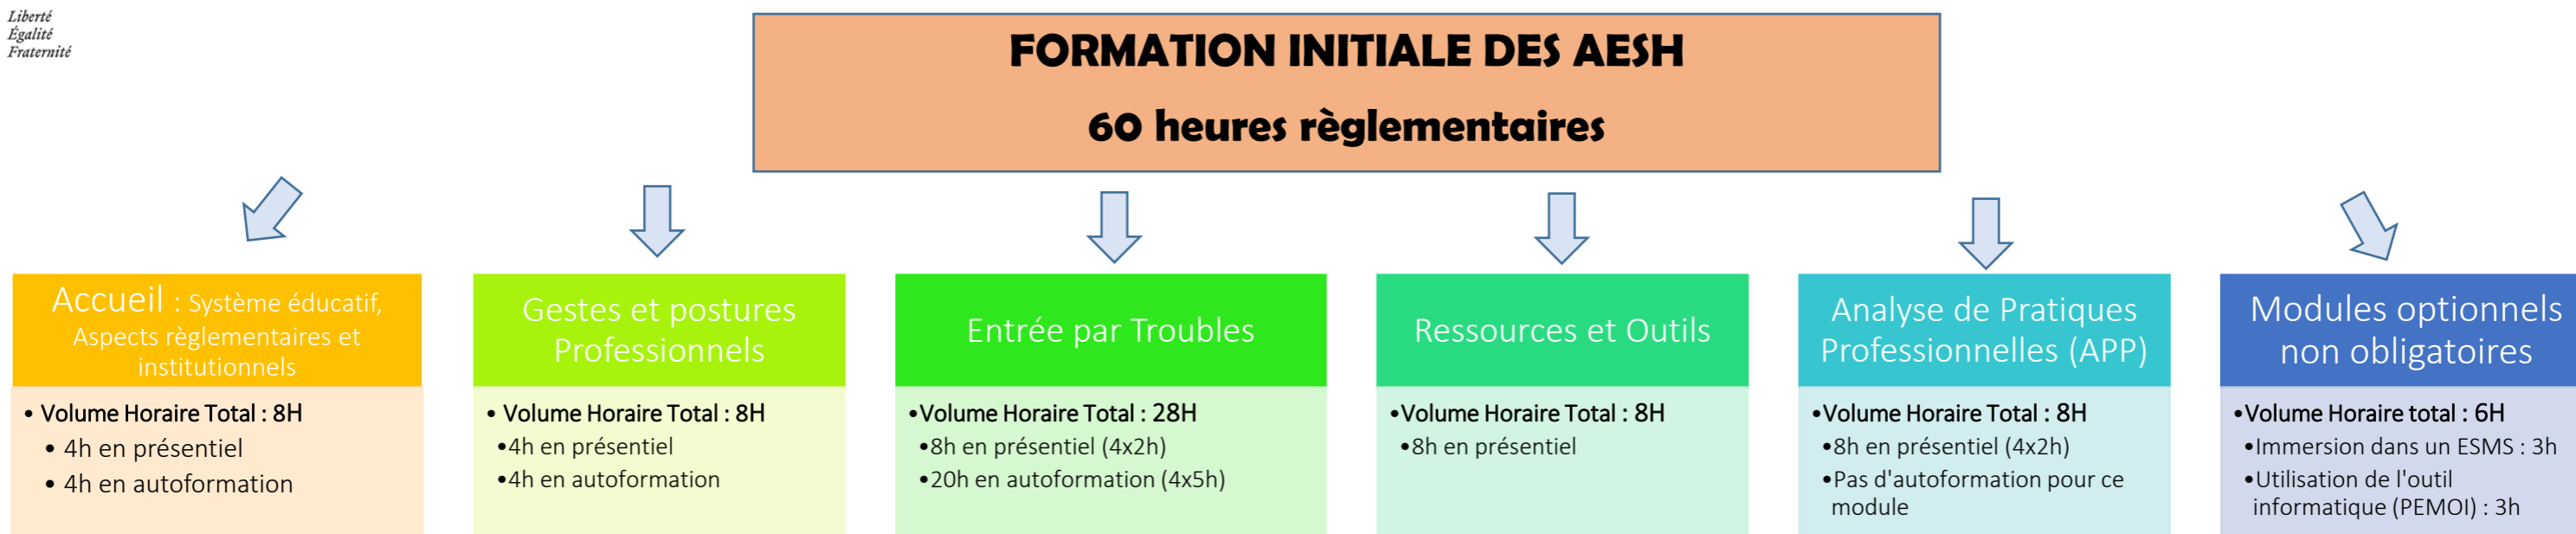 Liberté
Égalité
Fraternité
FORMATION INITIALE DES AESH
60 heures règlementaires
Accueil : Système éducatif,
Aspects règlementaires et
institutionnels
• Volume Horaire Total : 8H
• 4h en présentiel
• 4h en autoformation
Gestes et postures
Professionnels
• Volume Horaire Total : 8H
•4h en présentiel
•4h en autoformation
Entrée par Troubles
•Volume Horaire Total : 28H
•8h en présentiel (4x2h)
•20h en autoformation (4x5h)
Ressources et Outils
•Volume Horaire Total : 8H
•8h en présentiel
Analyse de Pratiques
Professionnelles (APP)
•Volume Horaire Total : 8H
•8h en présentiel (4x2h)
•Pas d'autoformation pour ce
module
Modules optionnels
non obligatoires
•Volume Horaire total : 6H
•Immersion dans un ESMS : 3h
•Utilisation de l'outil
informatique (PEMOI) : 3h